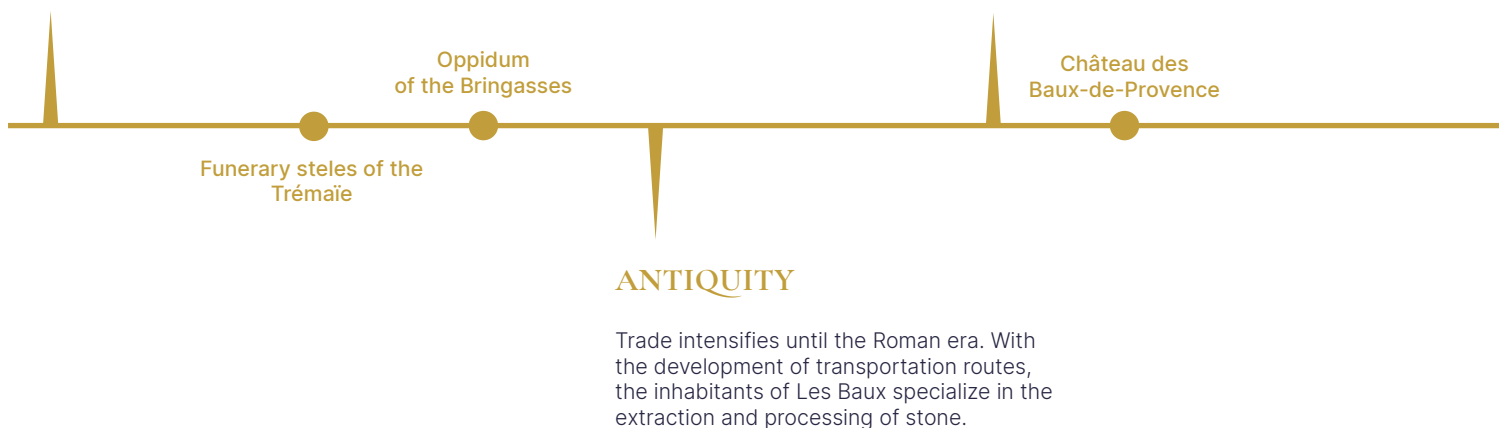 Oppidum
of the Bringasses
Château des
Baux-de-Provence
Funerary steles of the
Trémaïe
ANTIQUITY
Trade intensifies until the Roman era. With
the development of transportation routes,
the inhabitants of Les Baux specialize in the
extraction and processing of stone.